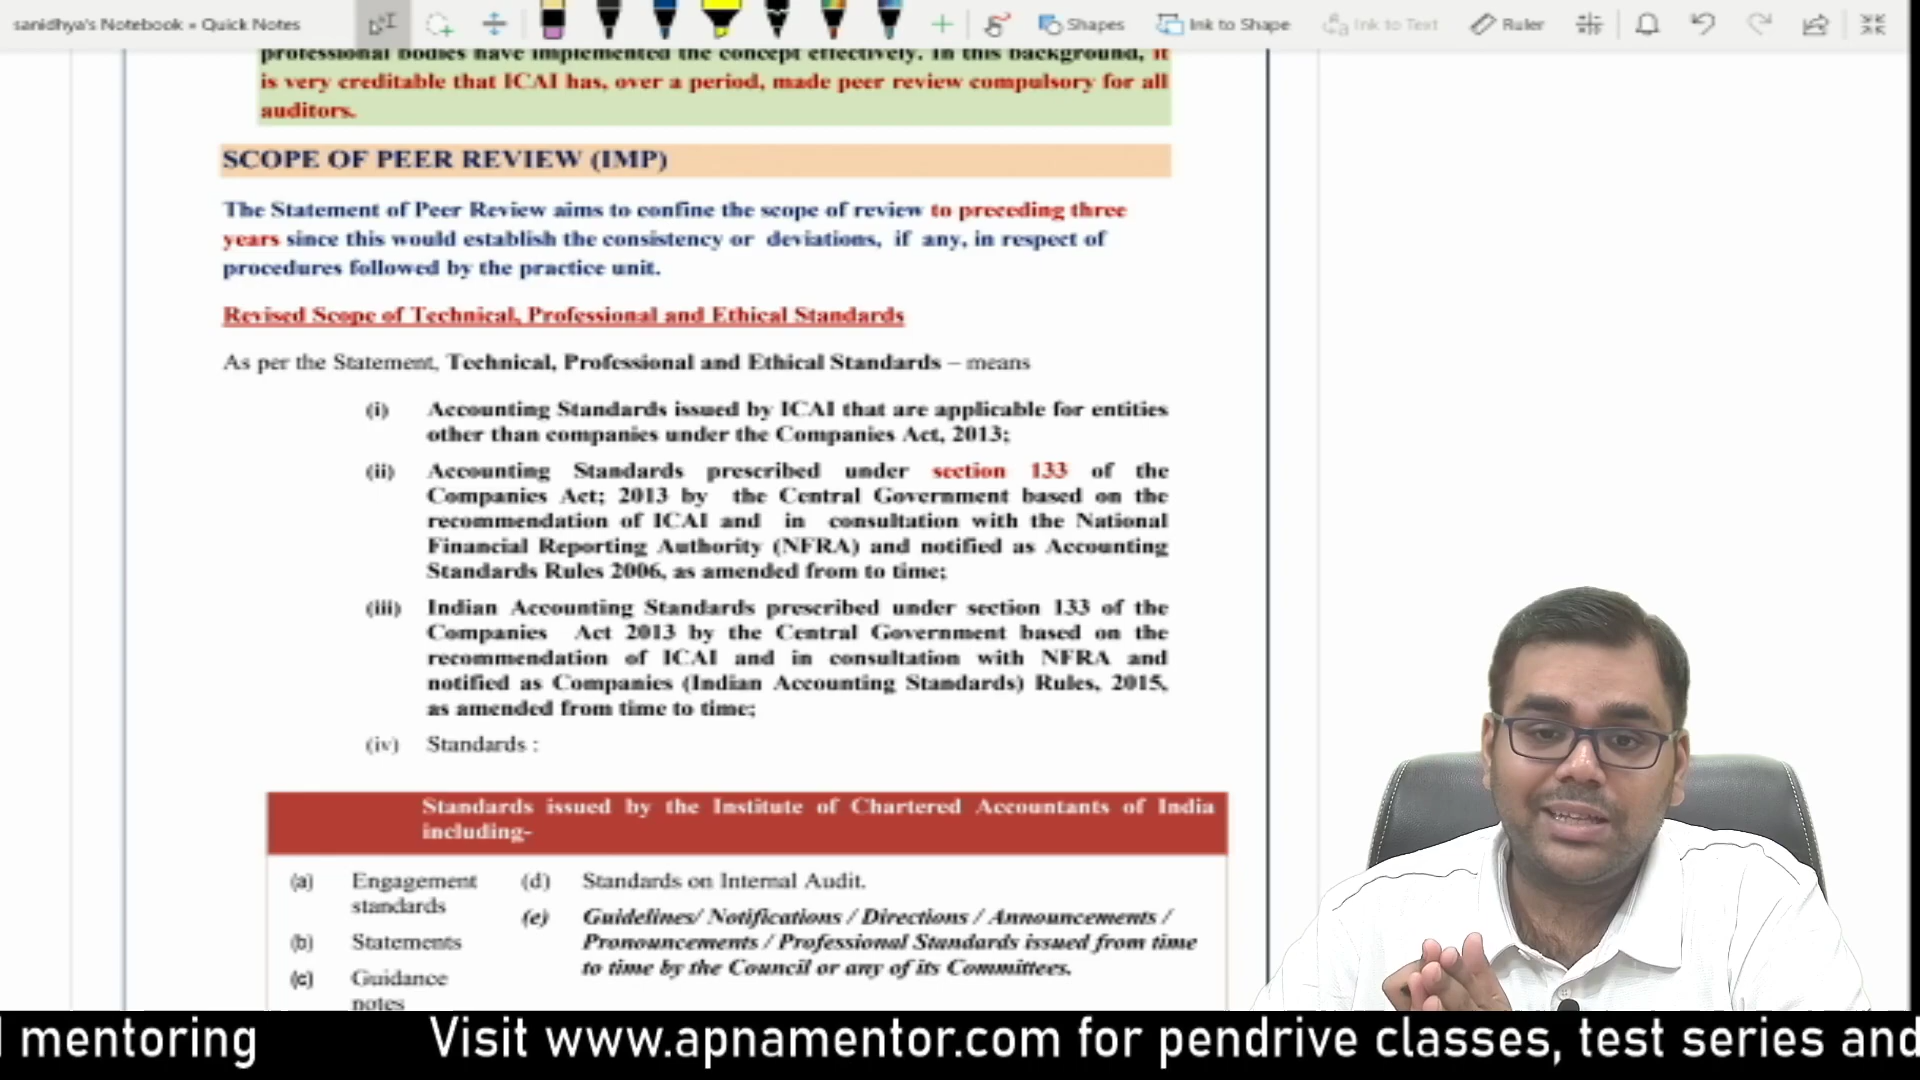 sanidhya's Notebook » Quick Notes
Shapes
Ink to Shape
Ink to Text
Ruler
professional bodies have implemented the concept effectively. In this background, it
is very creditable that ICAI has, over a period, made peer review compulsory for all
auditors.
SCOPE OF PEER REVIEW (IMP)
The Statement of Peer Review aims to confine the scope of review to preceding three
years since this would establish the consistency or deviations, if any, in respect of
procedures followed by the practice unit.
Revised Scope of Technical, Professional and Ethical Standards
As per the Statement, Technical, Professional and Ethical Standards – means
(i) Accounting Standards issued by ICAI that are applicable for entities
other than companies under the Companies Act, 2013;
(ii) Accounting Standards prescribed under section 133 of the
Companies Act; 2013 by the Central Government based on the
recommendation of ICAI and in consultation with the National
Financial Reporting Authority (NFRA) and notified as Accounting
Standards Rules 2006, as amended from to time;
(iii) Indian Accounting Standards prescribed under section 133 of the
Companies Act 2013 by the Central Government based on the
recommendation of ICAI and in consultation with NFRA and
notified as Companies (Indian Accounting Standards) Rules, 2015,
as amended from time to time;
(iv) Standards :
Standards issued by the Institute of Chartered Accountants of India
including-
(a) Engagement
standards
(b) Statements
(c) Guidance
notes
(d) Standards on Internal Audit.
(e) Guidelines/ Notifications / Directions / Announcements /
Pronouncements / Professional Standards issued from time
to time by the Council or any of its Committees.
mentoring Visit www.apnamentor.com for pendrive classes, test series and